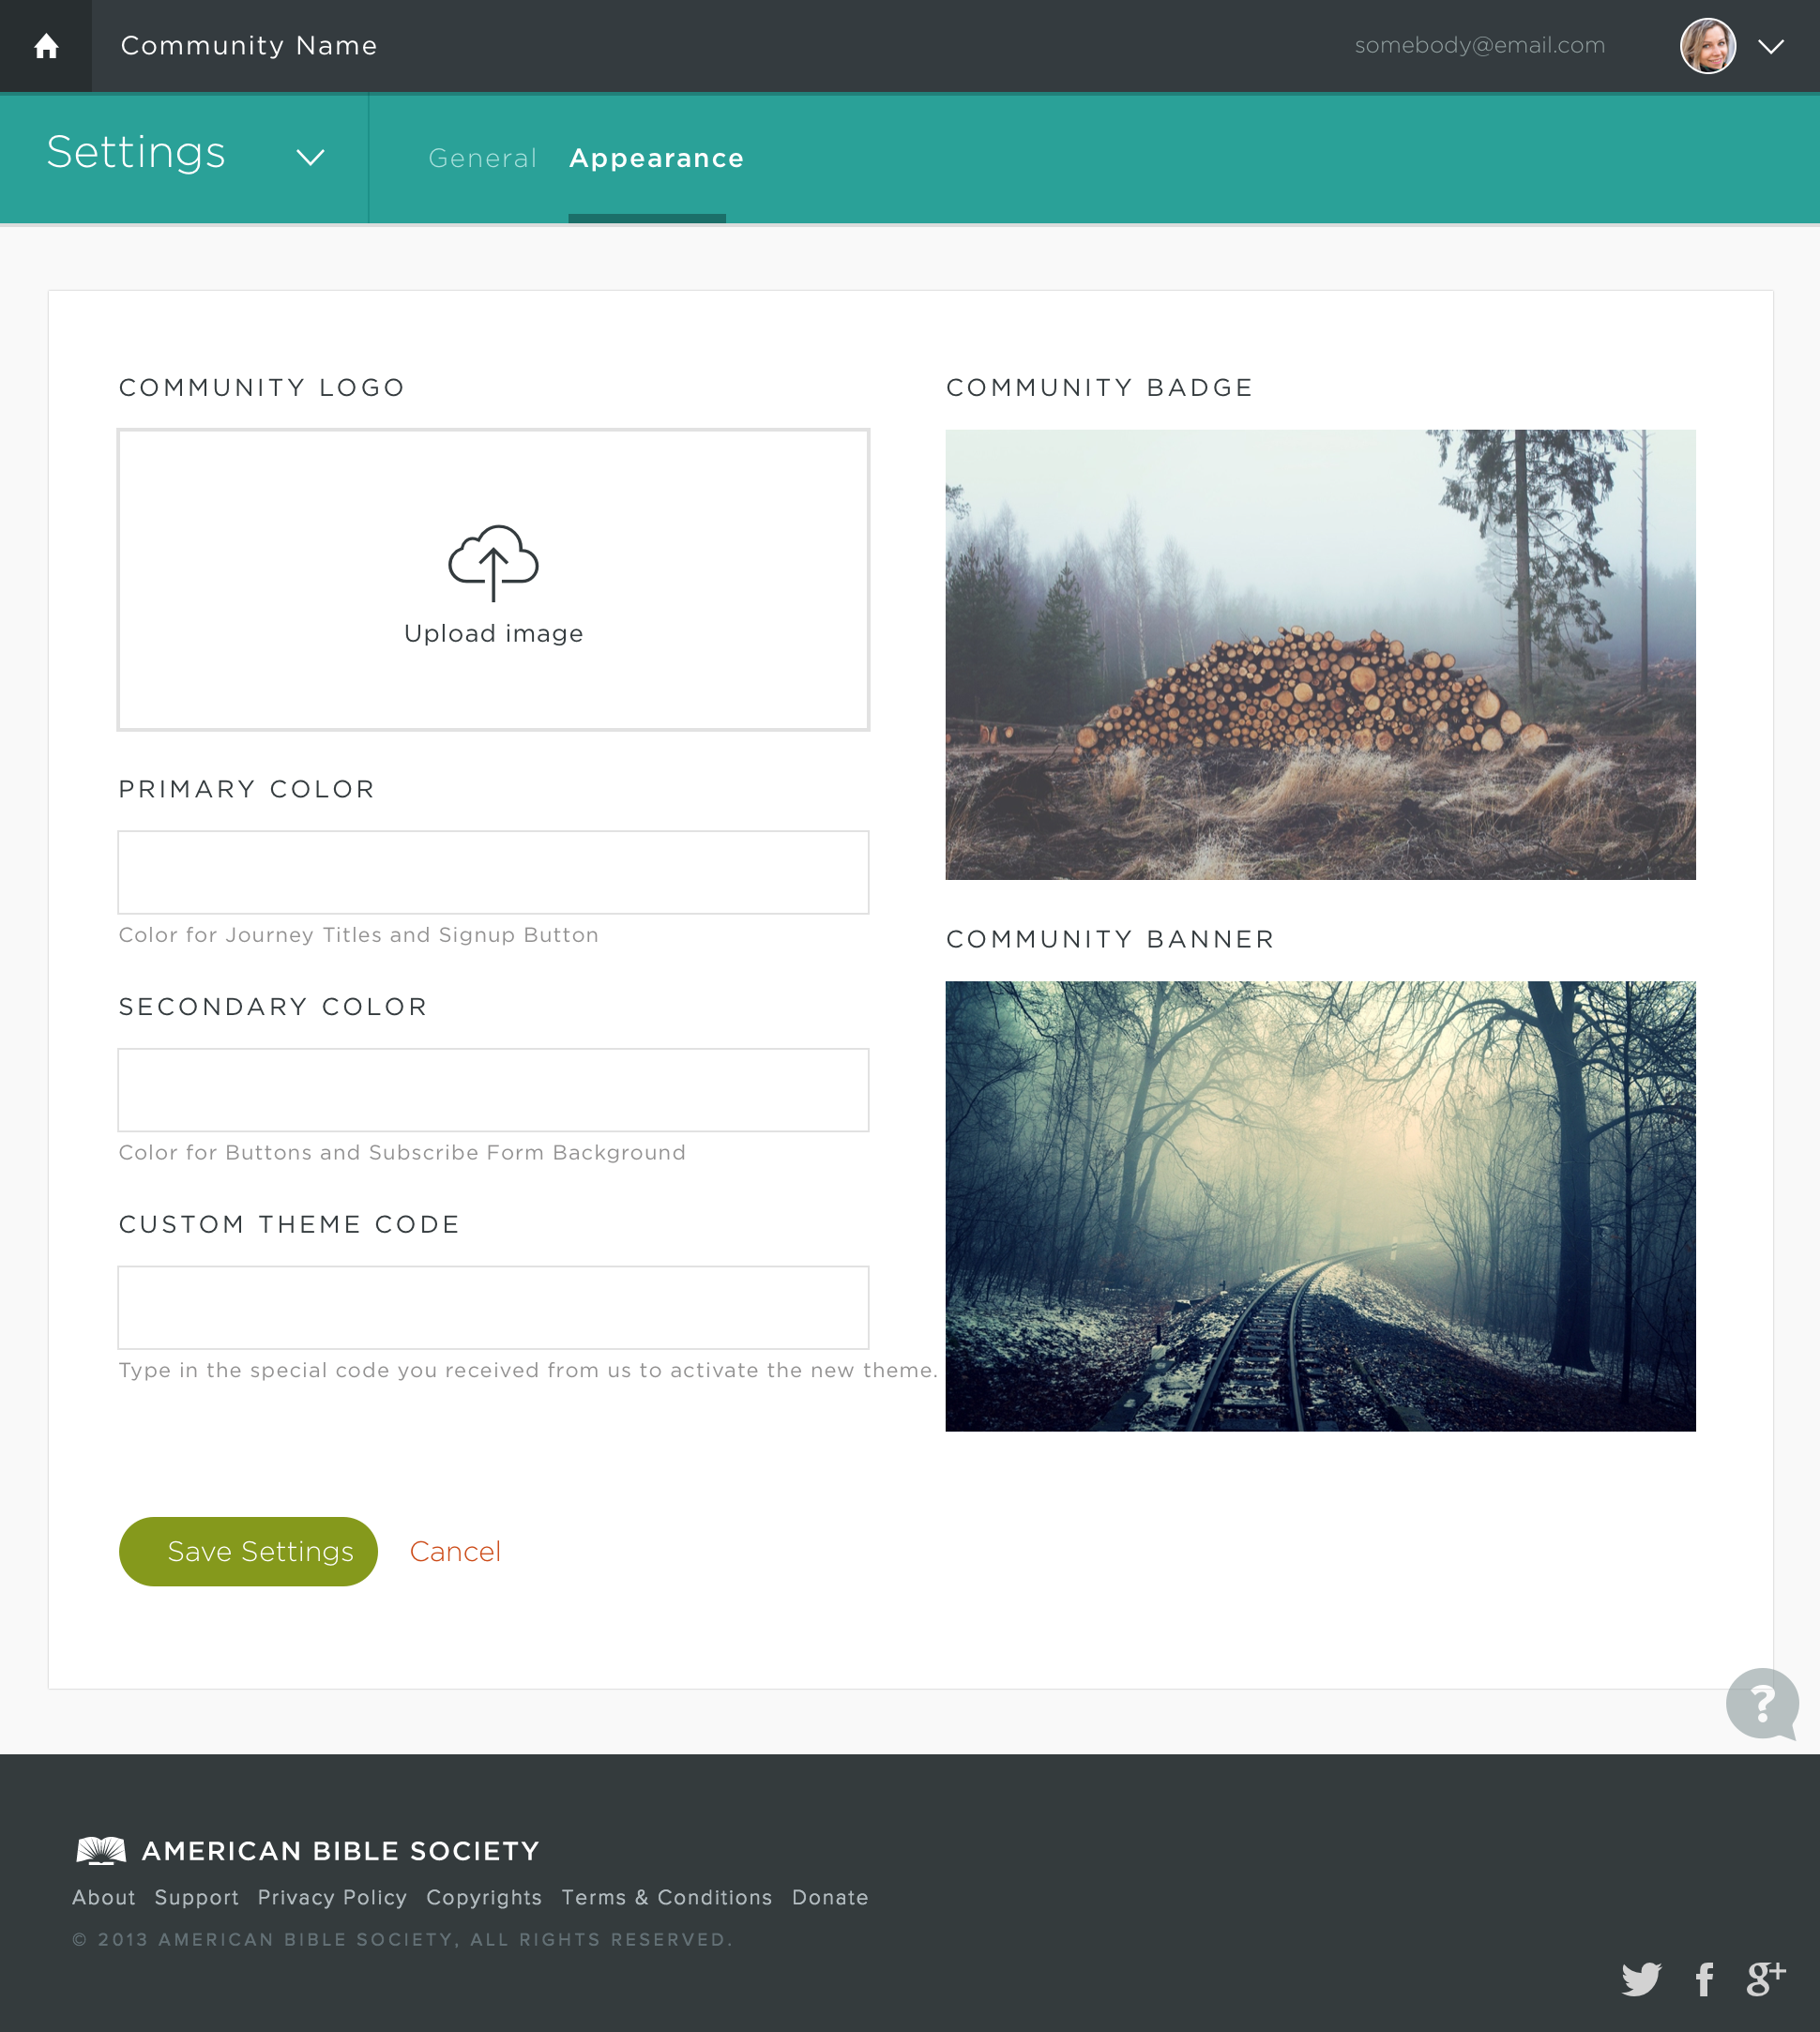 Community Name
somebody@email.com
Settings
General
Appearance
COMMUNITY LOGO
Upload image
PRIMARY COLOR
Color for Journey Titles and Signup Button
SECONDARY COLOR
Color for Buttons and Subscribe Form Background
CUSTOM THEME CODE
Type in the special code you received from us to activate the new theme.
COMMUNITY BADGE
COMMUNITY BANNER
Save Settings
Cancel
?
AMERICAN BIBLE SOCIETY
About Support Privacy Policy Copyrights Terms & Conditions Donate
© 2013 AMERICAN BIBLE SOCIETY, ALL RIGHTS RESERVED.